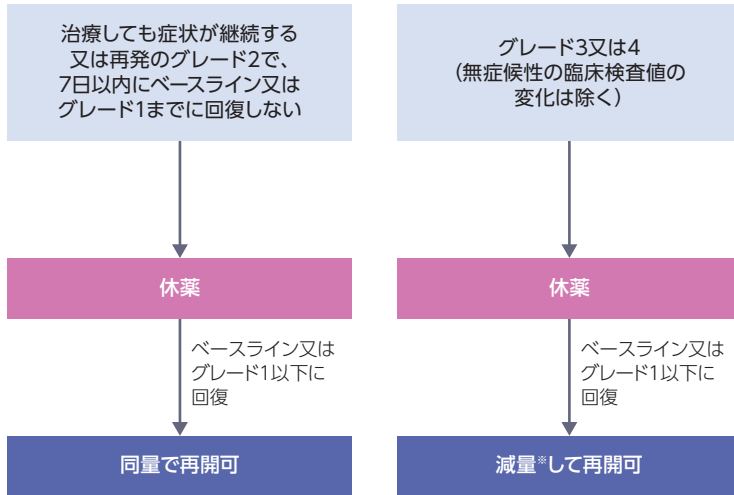 治療しても症状が継続する
又は再発のグレード2で、
7日以内にベースライン又は
グレード1までに回復しない
休薬
ベースライン又は
グレード1以下に
回復
同量で再開可
グレード3又は4
（無症候性の臨床検査値の
変化は除く）
休薬
ベースライン又は
グレード1以下に
回復
減量※して再開可